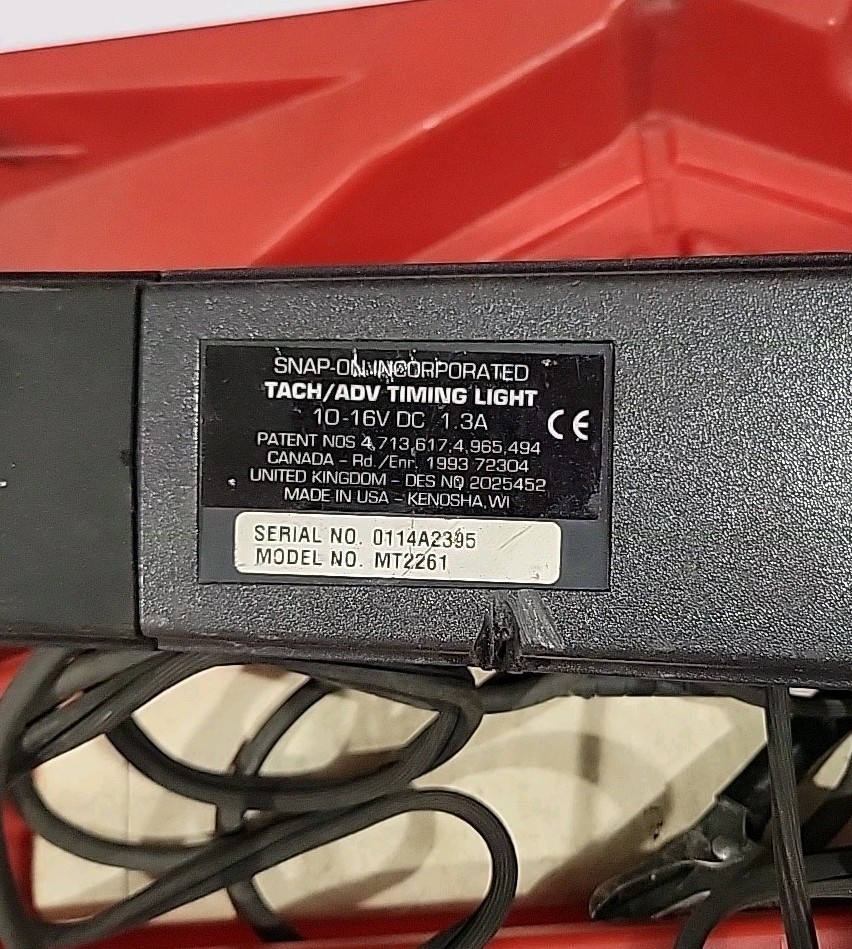 SNAP-ON INCORPORATED
TACH/ADV TIMING LIGHT
10-16V DC 1.3A
CE
PATENT NOS 4,713,617;4,965,494
CANADA - Rd./Enr. 1993 72304
UNITED KINGDOM - DES NO 2025452
MADE IN USA - KENOSHA, WI
SERIAL NO. 0114A2395
MODEL NO. MT2261